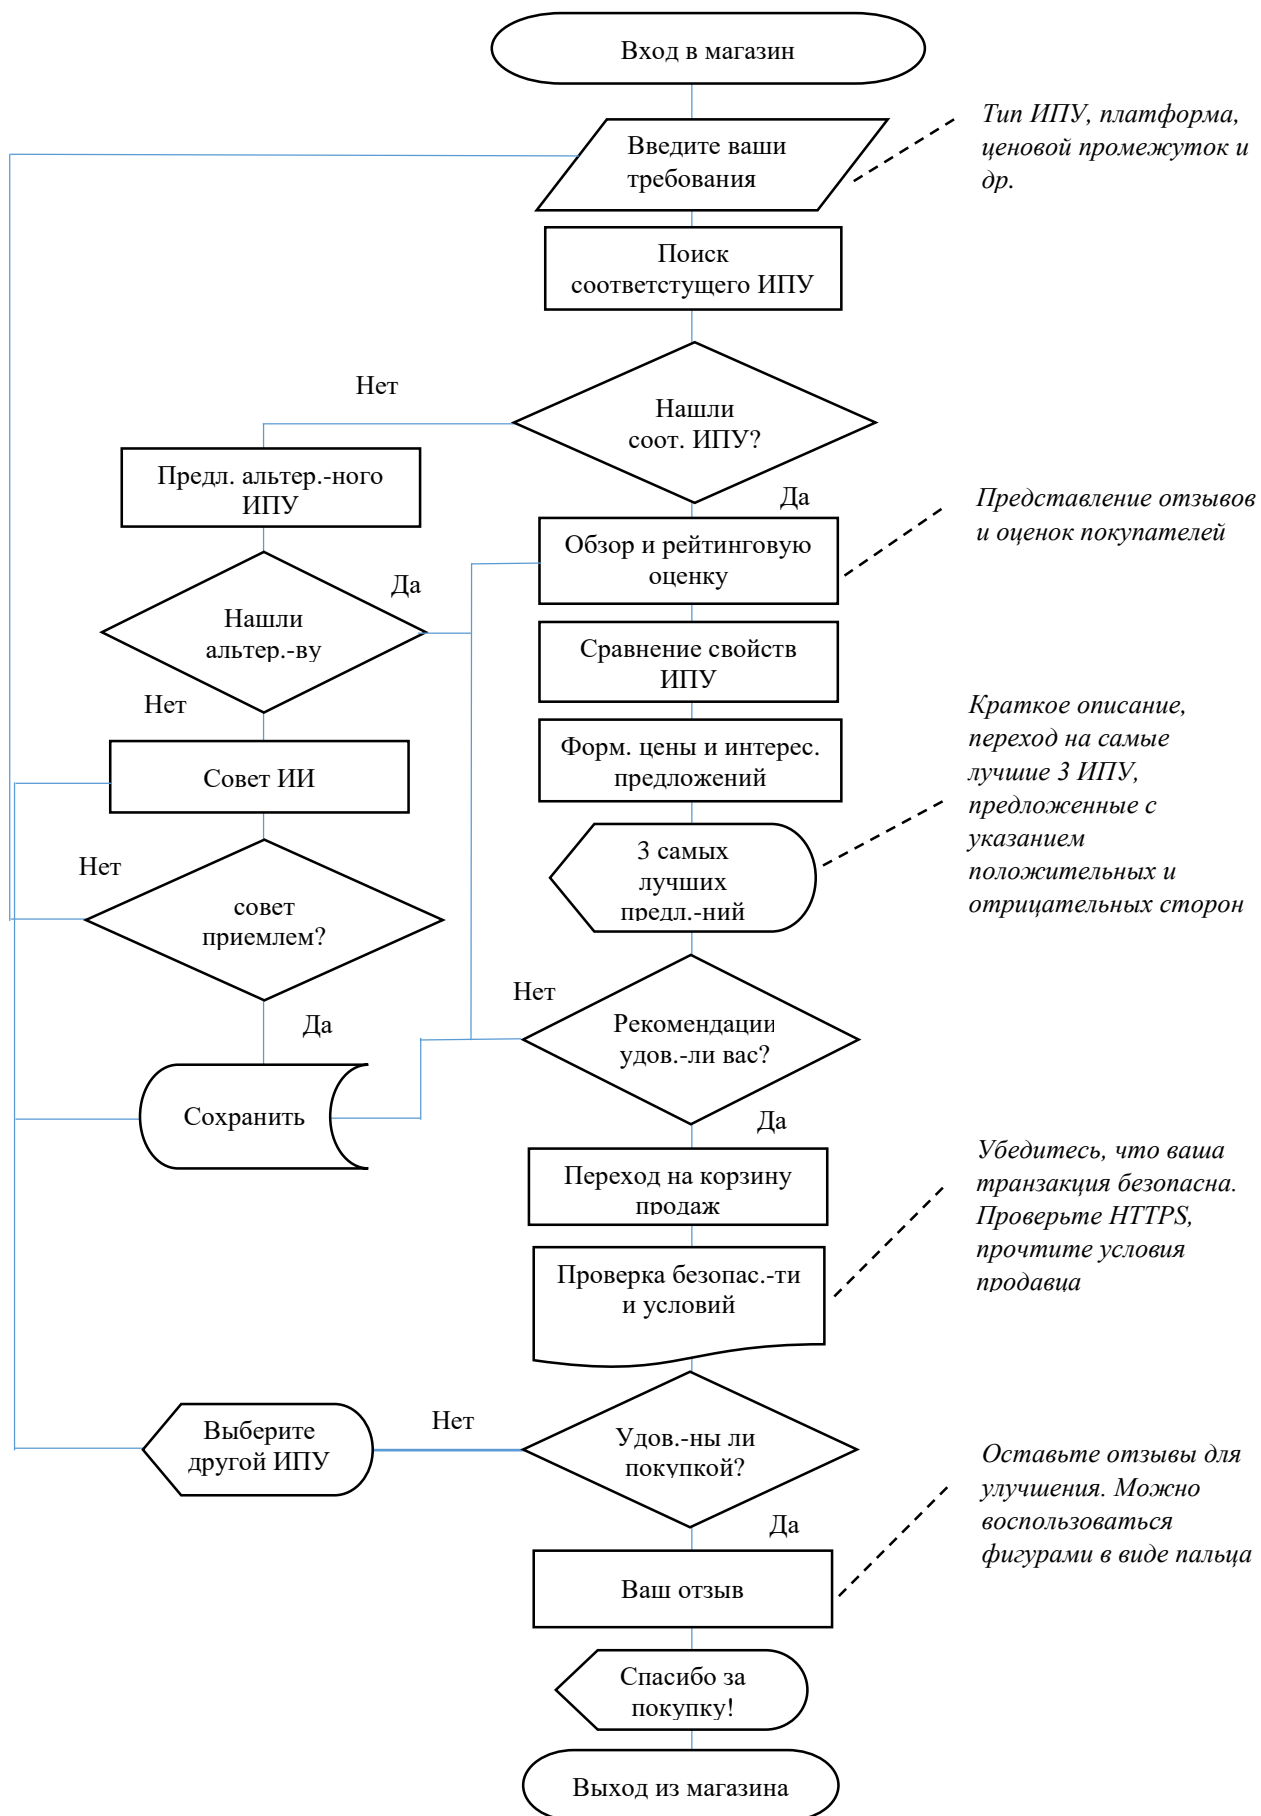 Вход в магазин
Тип ИПУ, платформа,
ценовой промежуток и
др.
Введите ваши
требования
Поиск
соответстущего ИПУ
Нет
Нашли
соот. ИПУ?
Предл. альтер.-ного
ИПУ
Да
Представление отзывов
и оценок покупателей
Обзор и рейтинговую
оценку
Да
Нашли
альтер.-ву
Сравнение свойств
ИПУ
Нет
Краткое описание,
переход на самые
лучшие 3 ИПУ,
предложенные с
указанием
положительных и
отрицательных сторон
Форм. цены и интерес.
предложений
Совет ИИ
3 самых
лучших
предл.-ний
Нет
совет
приемлем?
Нет
Да
Рекомендации
удов.-ли вас?
Сохранить
Да
Убедитесь, что ваша
транзакция безопасна.
Проверьте HTTPS,
прочтите условия
продавца
Переход на корзину
продаж
Проверка безопас.-ти
и условий
Выберите
другой ИПУ
Нет
Удов.-ны ли
покупкой?
Оставьте отзывы для
улучшения. Можно
воспользоваться
фигурами в виде пальца
Да
Ваш отзыв
Спасибо за
покупку!
Выход из магазина